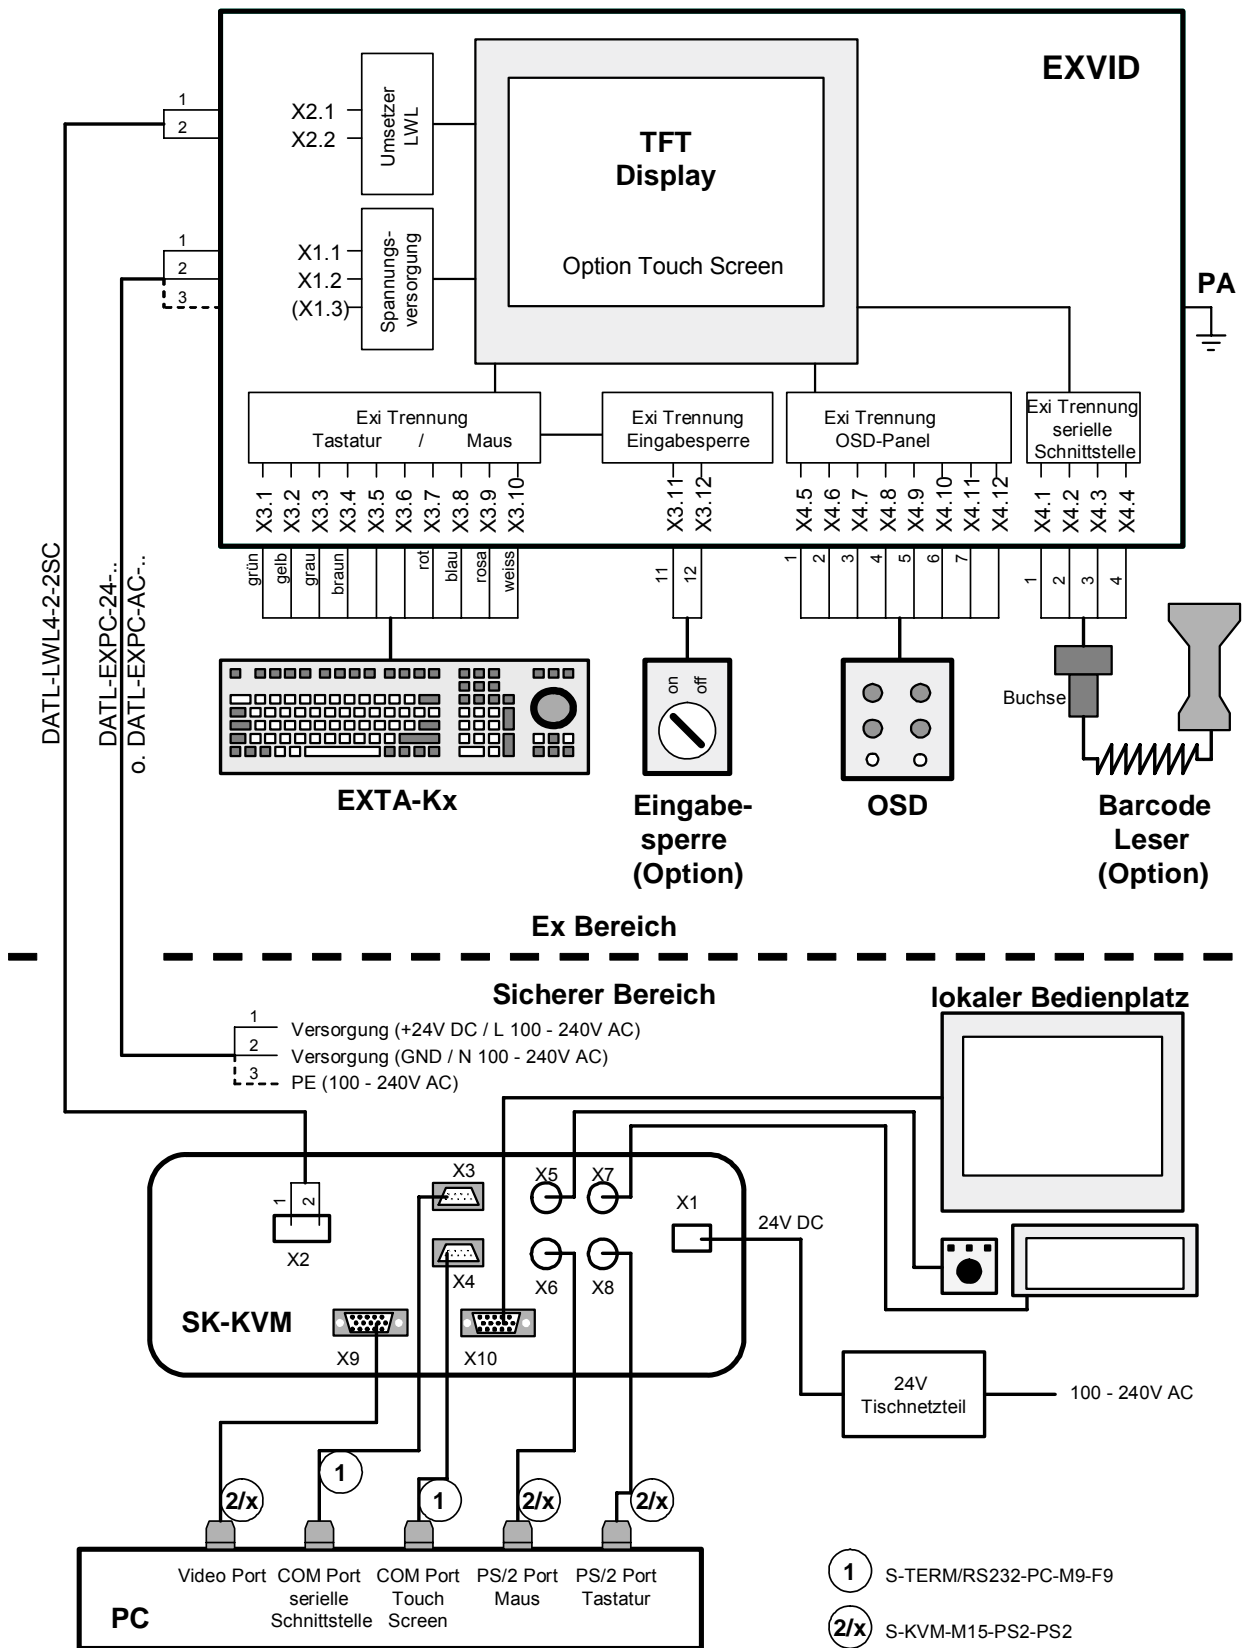 EXVID
1
2
X2.1
X2.2
Umsetzer
LWL
TFT
Display
Option Touch Screen
1
2
3
X1.1
X1.2
(X1.3)
Spannungs-
versorgung
PA
Exi Trennung
Tastatur / Maus
Exi Trennung
Eingabesperre
Exi Trennung
OSD-Panel
Exi Trennung
serielle
Schnittstelle
X3.1
X3.2
X3.3
X3.4
X3.5
X3.6
X3.7
X3.8
X3.9
X3.10
X3.11
X3.12
X4.5
X4.6
X4.7
X4.8
X4.9
X4.10
X4.11
X4.12
X4.1
X4.2
X4.3
X4.4
grün
gelb
grau
braun
rot
blau
rosa
weiss
11
12
1
2
3
4
5
6
7
1
2
3
4
DATL-LWL4-2-2SC
DATL-EXPC-24-..
o. DATL-EXPC-AC-..
on
off
Buchse
EXTA-Kx
Eingabe-
sperre
(Option)
OSD
Barcode
Leser
(Option)
Ex Bereich
Sicherer Bereich
lokaler Bedienplatz
1
Versorgung (+24V DC / L 100 - 240V AC)
2
Versorgung (GND / N 100 - 240V AC)
3
PE (100 - 240V AC)
1
2
X2
X3
X4
X5
X7
X6
X8
X1
24V DC
SK-KVM
X9
X10
24V
Tischnetzteil
100 - 240V AC
2/x
1
1
2/x
2/x
Video Port
COM Port
serielle
Schnittstelle
COM Port
Touch
Screen
PS/2 Port
Maus
PS/2 Port
Tastatur
PC
1 S-TERM/RS232-PC-M9-F9
2/x S-KVM-M15-PS2-PS2